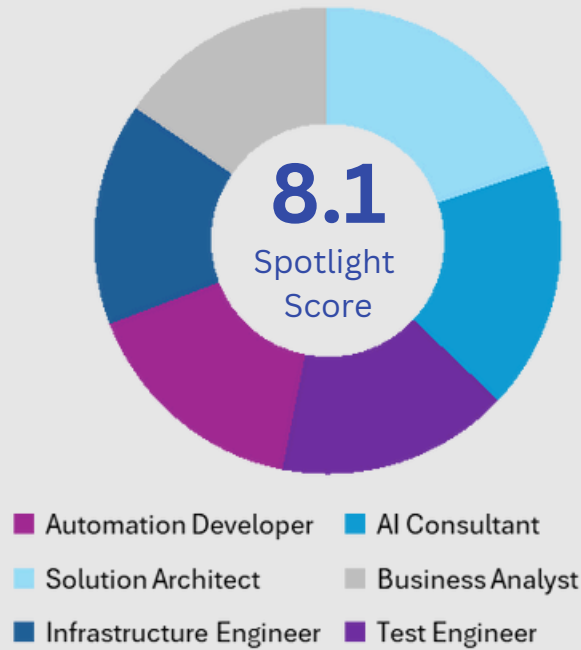 8.1
Spotlight
Score
Automation Developer
AI Consultant
Solution Architect
Business Analyst
Infrastructure Engineer
Test Engineer